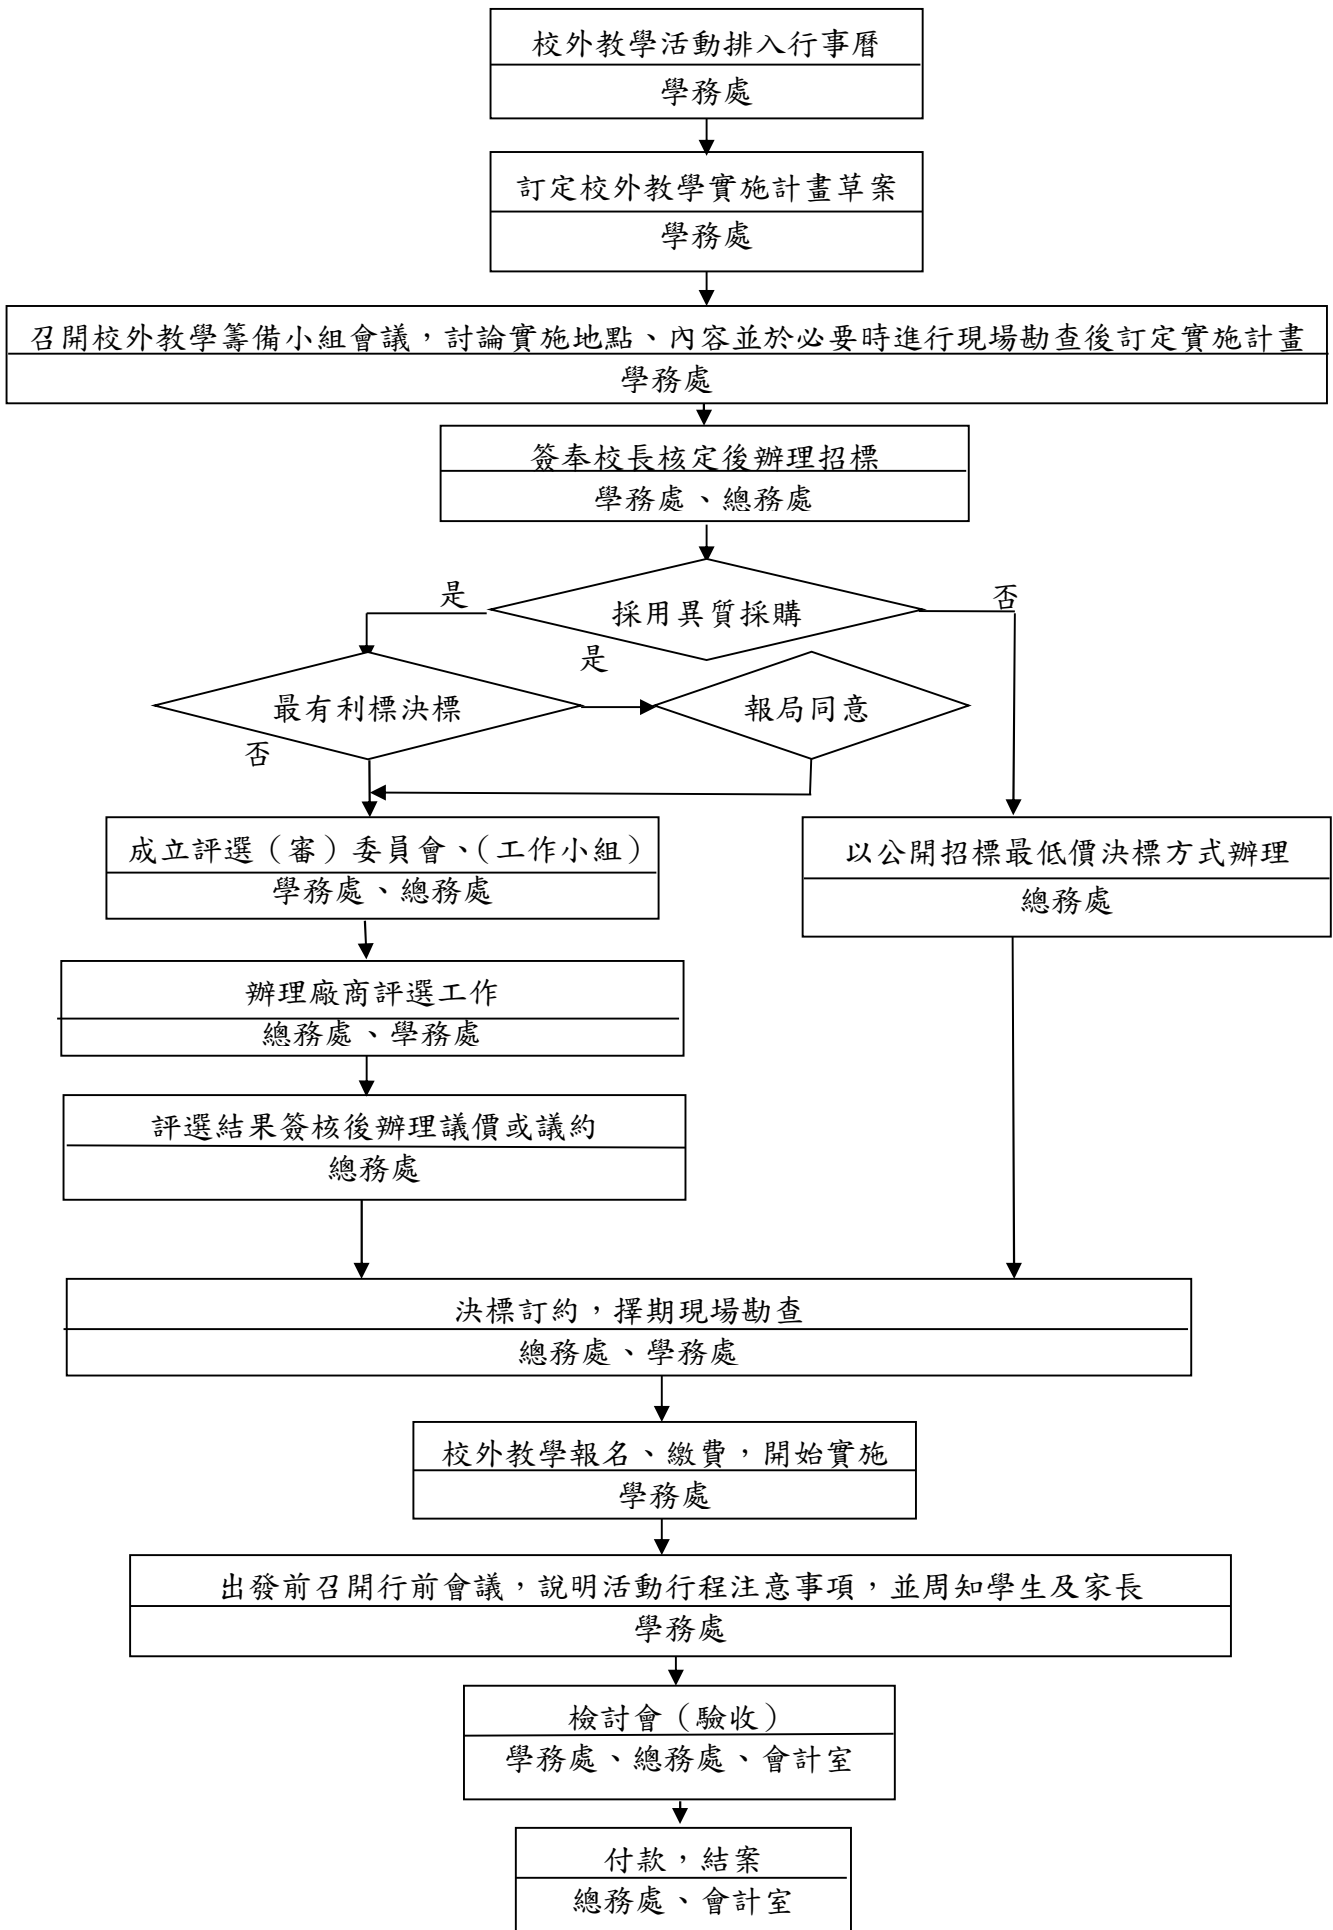 校外教學活動排入行事曆
學務處
訂定校外教學實施計畫草案
學務處
召開校外教學籌備小組會議，討論實施地點、內容並於必要時進行現場勘查後訂定實施計畫
學務處
簽奉校長核定後辦理招標
學務處、總務處
是
採用異質採購
否
是
最有利標決標
報局同意
否
成立評選（審）委員會、（工作小組）
學務處、總務處
以公開招標最低價決標方式辦理
總務處
辦理廠商評選工作
總務處、學務處
評選結果簽核後辦理議價或議約
總務處
決標訂約，擇期現場勘查
總務處、學務處
校外教學報名、繳費，開始實施
學務處
出發前召開行前會議，說明活動行程注意事項，並周知學生及家長
學務處
檢討會（驗收）
學務處、總務處、會計室
付款，結案
總務處、會計室